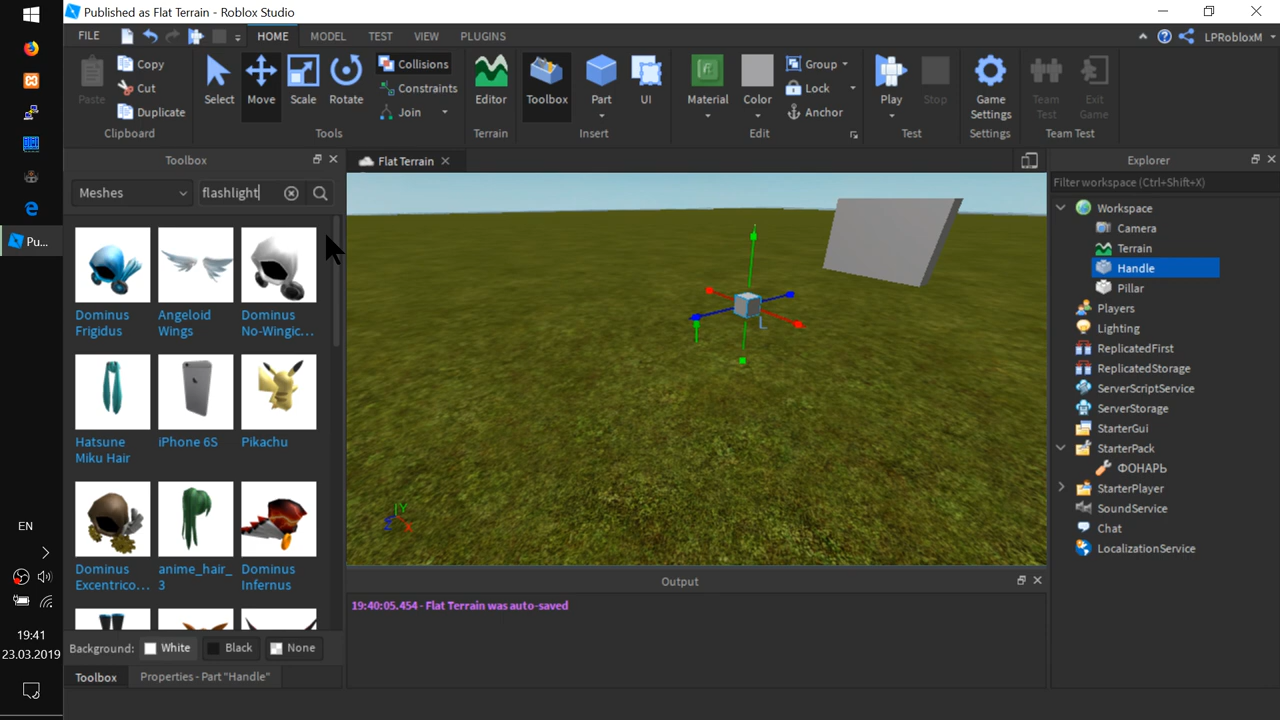 Published as Flat Terrain - Roblox Studio
FILE
HOME
MODEL
TEST
VIEW
PLUGINS
LPRobloxM
Paste
Copy
Cut
Duplicate
Clipboard
Select
Move
Scale
Rotate
Collisions
Constraints
Join
Tools
Editor
Terrain
Toolbox
Part
UI
Insert
Material
Color
Group
Lock
Anchor
Edit
Play
Stop
Test
Game
Settings
Settings
Team
Test
Exit
Game
Team Test
Toolbox
Meshes
flashlight
Dominus
Frigidus
Angeloid
Wings
Dominus
No-Wingic...
Hatsune
Miku Hair
iPhone 6S
Pikachu
Dominus
Excentrico...
anime_hair_
3
Dominus
Infernus
Background:
White
Black
None
Toolbox
Properties - Part "Handle"
Flat Terrain
L
Y
Z
X
Output
19:40:05.454 - Flat Terrain was auto-saved
Explorer
Filter workspace (Ctrl+Shift+X)
Workspace
Camera
Terrain
Handle
Pillar
Players
Lighting
ReplicatedFirst
ReplicatedStorage
ServerScriptService
ServerStorage
StarterGui
StarterPack
ФОНАРЬ
StarterPlayer
SoundService
Chat
LocalizationService
Pu...
EN
19:41
23.03.2019